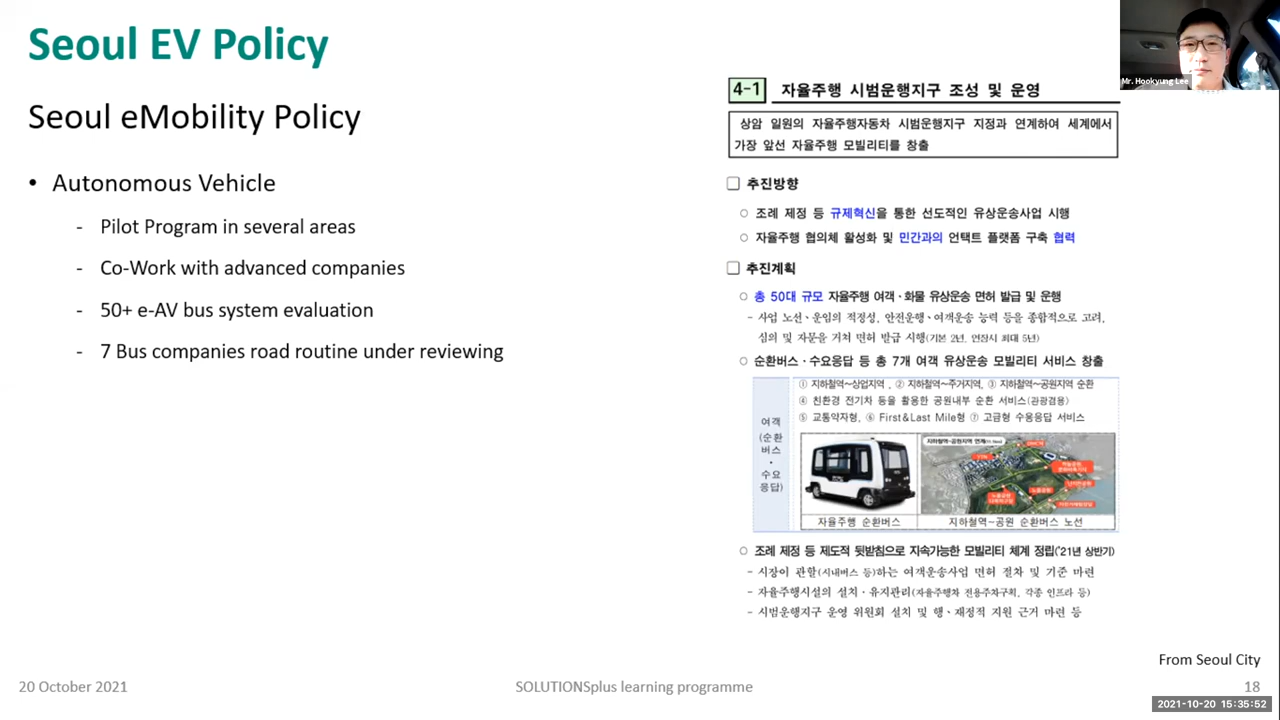 Seoul EV Policy
Seoul eMobility Policy
• Autonomous Vehicle
- Pilot Program in several areas
- Co-Work with advanced companies
- 50+ e-AV bus system evaluation
- 7 Bus companies road routine under reviewing
Mr. Hookyung Lee
4-1 자율주행 시범운행지구 조성 및 운영
상암 일원의 자율주행자동차 시범운행지구 지정과 연계하여 세계에서
가장 앞선 자율주행 모빌리티를 창출
□ 추진방향
○ 조례 제정 등 규제혁신을 통한 선도적인 유상운송사업 시행
○ 자율주행 협의체 활성화 및 민간과의 언택트 플랫폼 구축 협력
□ 추진계획
○ 총 50대 규모 자율주행 여객·화물 유상운송 면허 발급 및 운행
- 사업 노선·운임의 적정성, 안전운행·여객운송 능력 등을 종합적으로 고려,
심의 및 자문을 거쳐 면허 발급 시행(기본 2년, 연장시 최대 5년)
○ 순환버스·수요응답 등 총 7개 여객 유상운송 모빌리티 서비스 창출
여객
(순환
버스
·
수요
응답)
① 지하철역~상업지역, ② 지하철역~주거지역, ③ 지하철역~공원지역 순환
④ 친환경 전기차 등을 활용한 공원내부 순환 서비스(관광겸용)
⑤ 교통약자형, ⑥ First&Last Mile형 ⑦ 고급형 수용응답 서비스
지하철역~공원지역 연계
자율주행 순환버스
지하철역~공원 순환버스 노선
○ 조례 제정 등 제도적 뒷받침으로 지속가능한 모빌리티 체계 정립('21년 상반기)
- 시장이 관할(시내버스 등)하는 여객운송사업 면허 절차 및 기준 마련
- 자율주행시설의 설치·유지관리(자율주행차 전용주차구획, 각종 인프라 등)
- 시범운행지구 운영 위원회 설치 및 행·재정적 지원 근거 마련 등
From Seoul City
20 October 2021
SOLUTIONSplus learning programme
18
2021-10-20 15:35:52